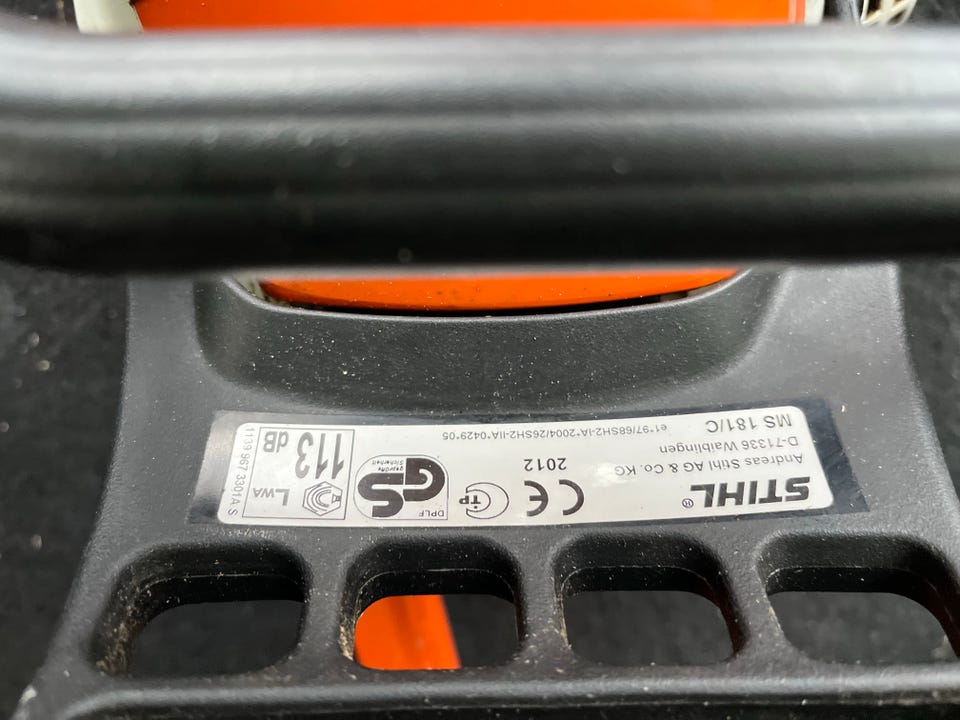 STIHL®
Andreas Stihl AG & Co. KG
D-71336 Waiblingen
MS 181/C
CE
2012
e1*97/68SH2-IA*2004/26SH2-IIA*0429*05
TP
DPLF
GS
geprüfte
Sicherheit
LWA
113 dB
1139 967 3301A S